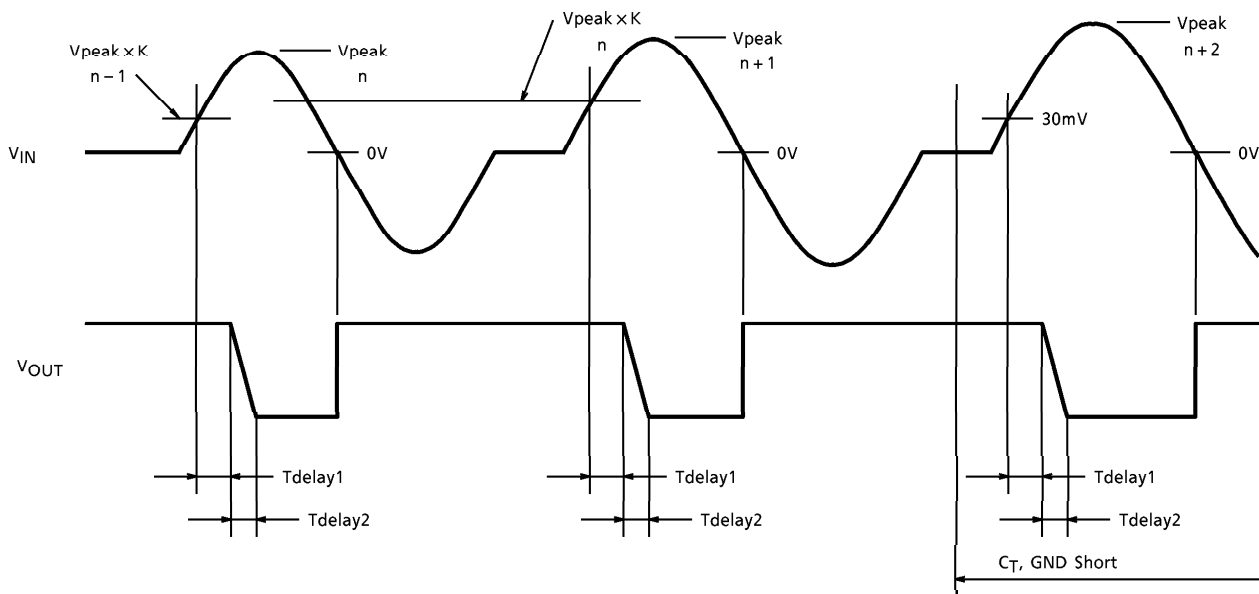 Vpeak × K
n
Vpeak × K
n − 1
Vpeak
n
Vpeak
n + 1
Vpeak
n + 2
30mV
VIN
0V
0V
0V
VOUT
Tdelay1
Tdelay1
Tdelay1
Tdelay2
Tdelay2
Tdelay2
CT, GND Short